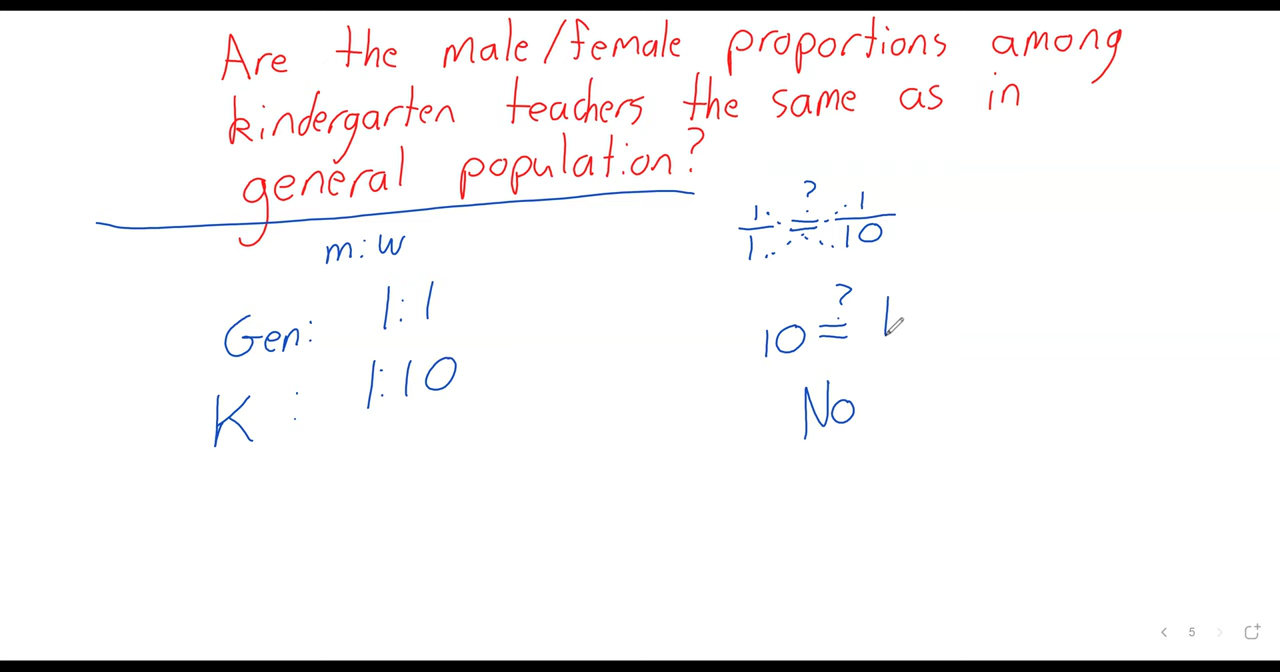 Are the male/female proportions among
kindergarten teachers the same as in
general population?
m:w
Gen: 1:1
K : 1:10
?
1/1 = 1/10
?
10 = 1
No
5